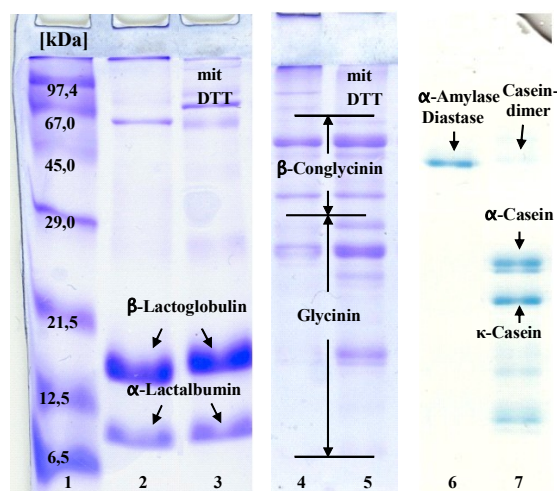 [kDa]
97,4
67,0
45,0
29,0
21,5
12,5
6,5
mit
DTT
β-Lactoglobulin
α-Lactalbumin
1
2
3
mit
DTT
β-Conglycinin
Glycinin
4
5
α-Amylase
Diastase
Casein-
dimer
α-Casein
κ-Casein
6
7